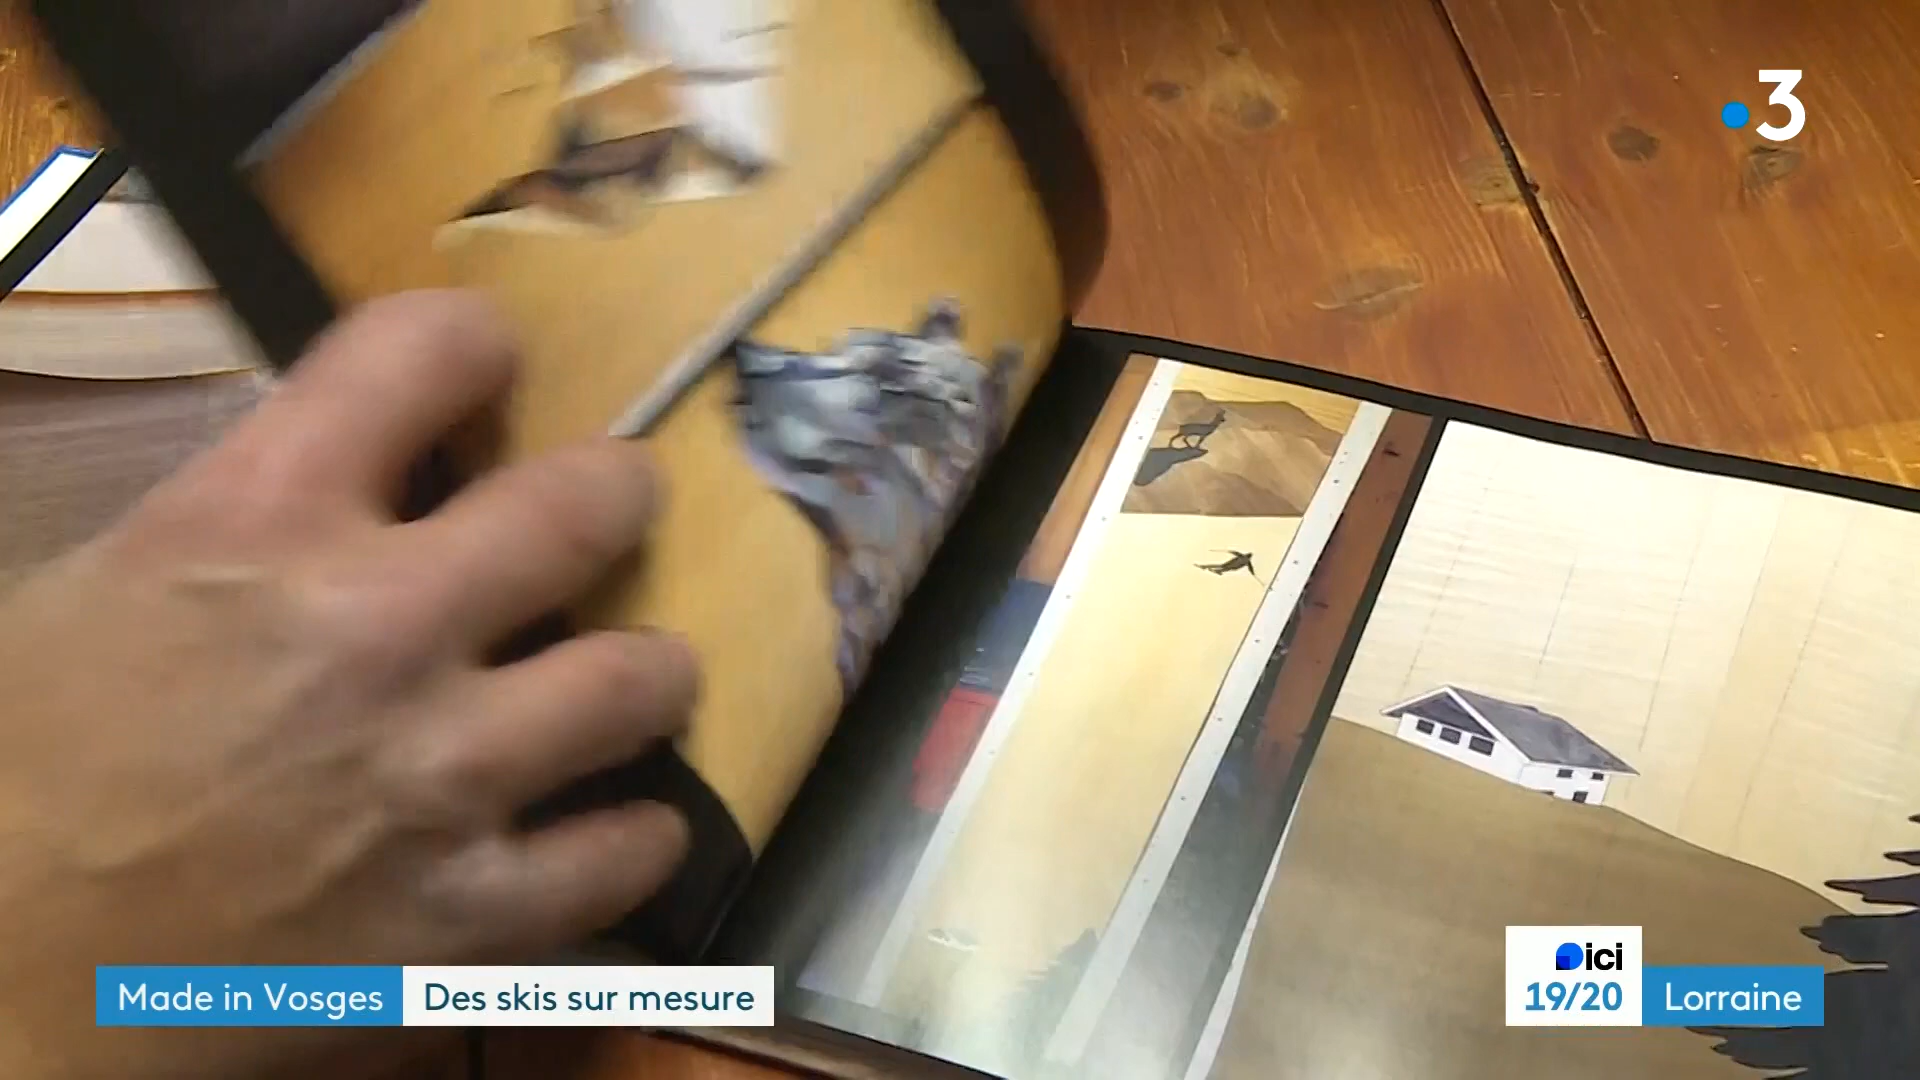 3
Made in Vosges
Des skis sur mesure
ici
19/20
Lorraine